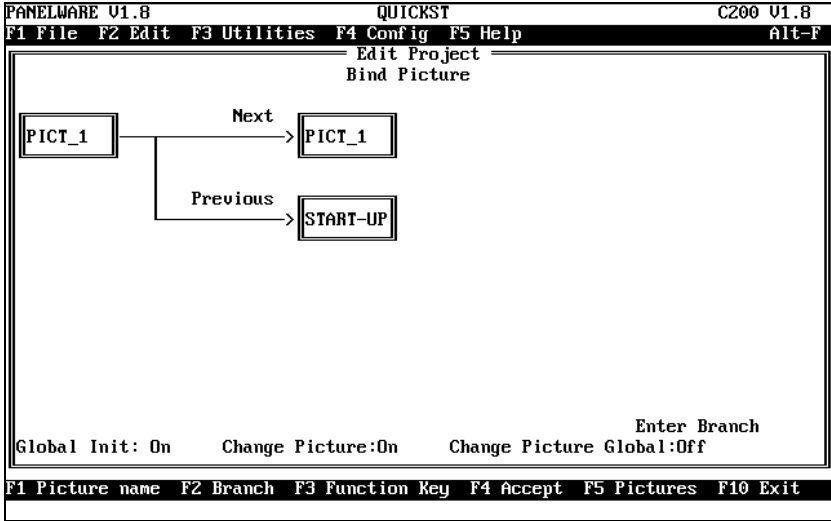 PANELWARE V1.8 QUICKST C200 V1.8
F1 File F2 Edit F3 Utilities F4 Config F5 Help Alt-F
Edit Project
Bind Picture
Next
PICT_1 PICT_1
Previous
START-UP
Enter Branch
Global Init: On Change Picture:On Change Picture Global:Off
F1 Picture name F2 Branch F3 Function Key F4 Accept F5 Pictures F10 Exit